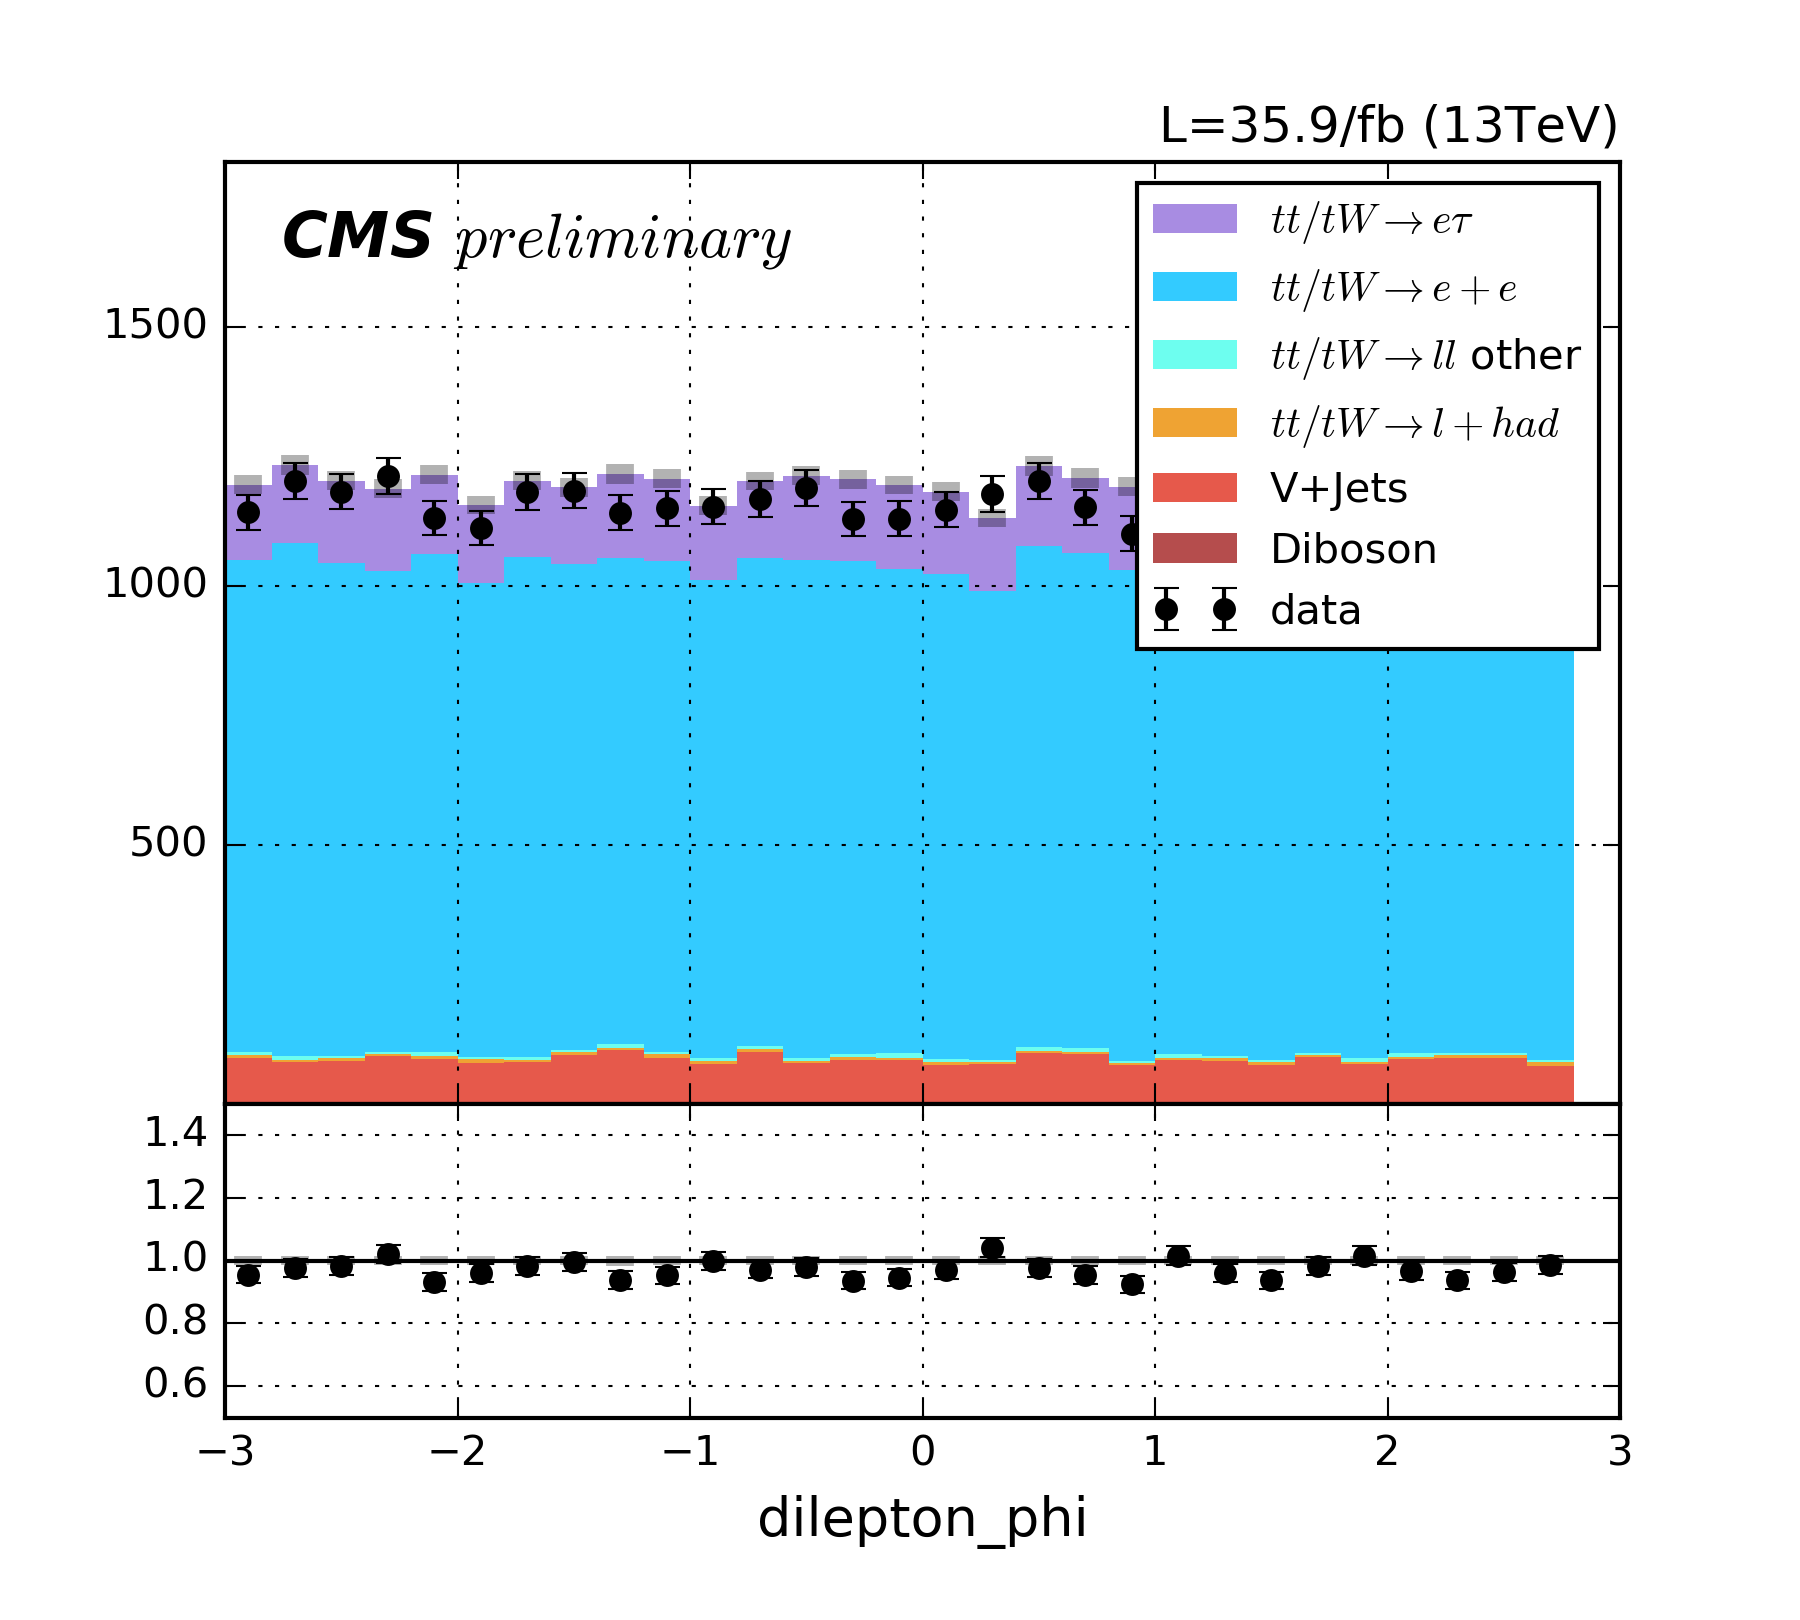 L=35.9/fb (13TeV)
CMS preliminary
tt/tW → eτ
tt/tW → e + e
tt/tW → ll other
tt/tW → l + had
V+Jets
Diboson
data
1500
1000
500
1.4
1.2
1.0
0.8
0.6
−3 −2 −1 0 1 2 3
dilepton_phi